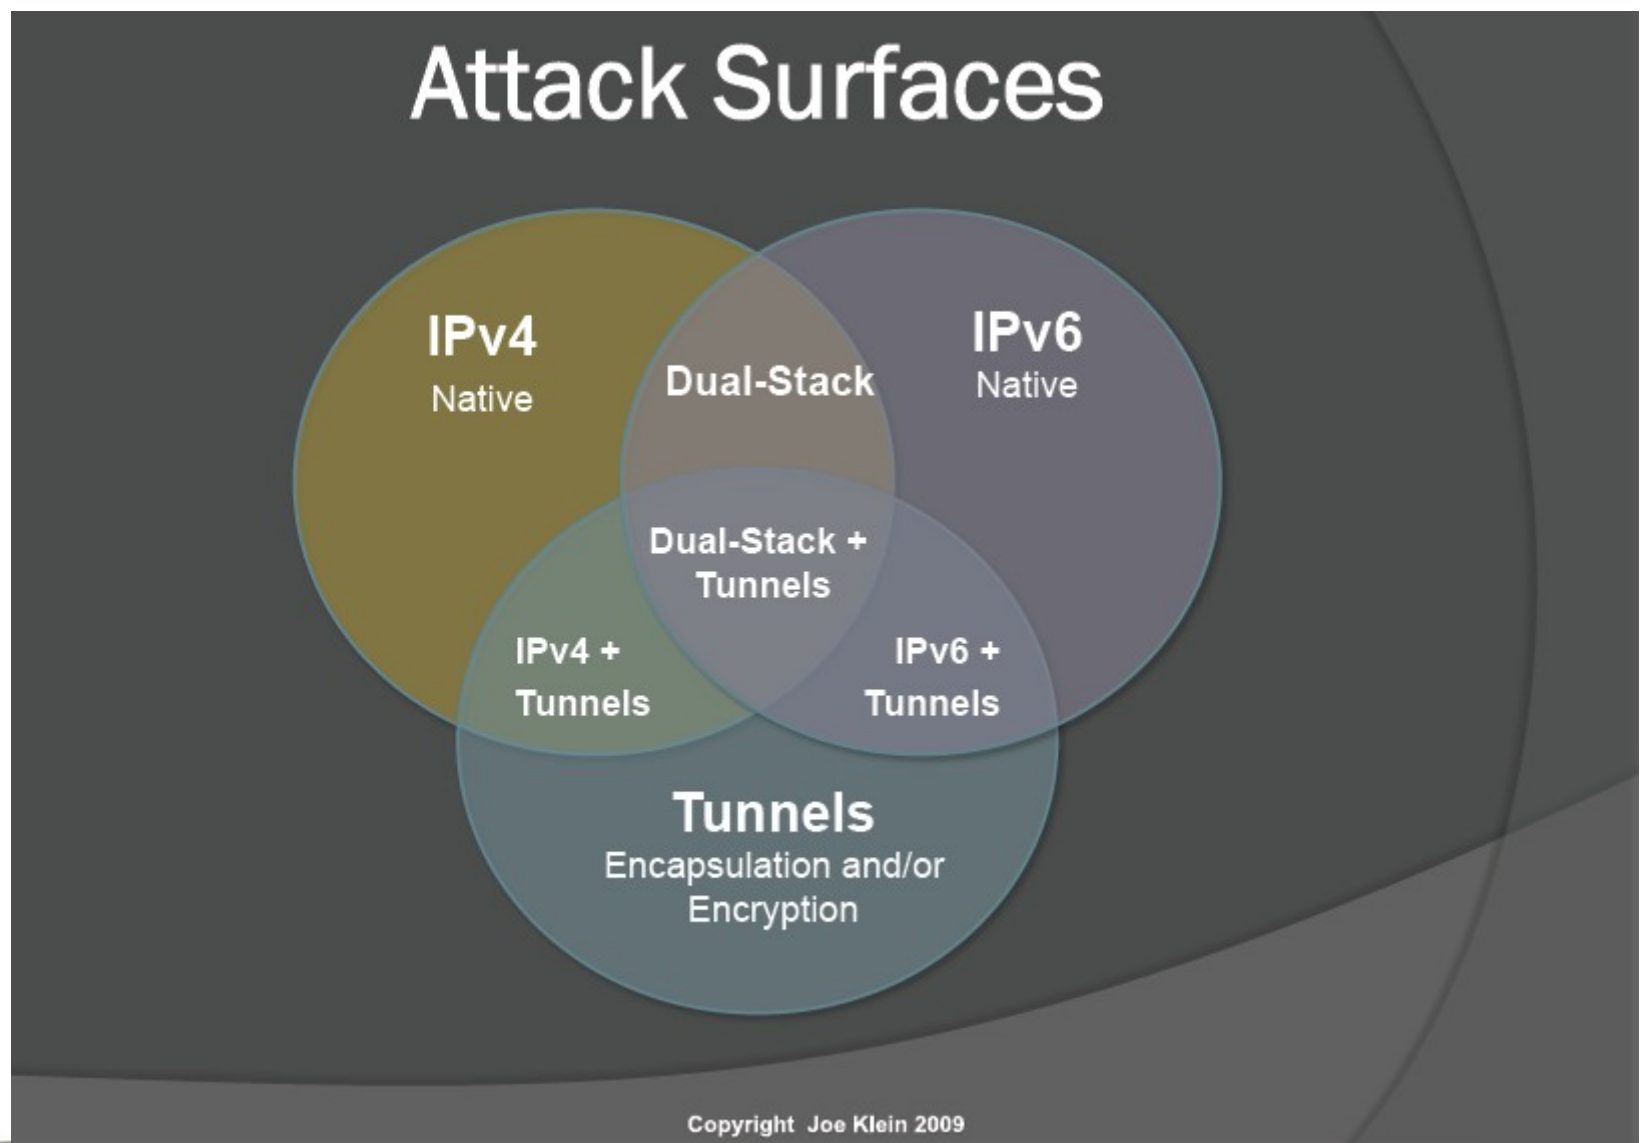 Attack Surfaces
IPv4
Native
Dual-Stack
IPv6
Native
Dual-Stack +
Tunnels
IPv4 +
Tunnels
IPv6 +
Tunnels
Tunnels
Encapsulation and/or
Encryption
Copyright Joe Klein 2009